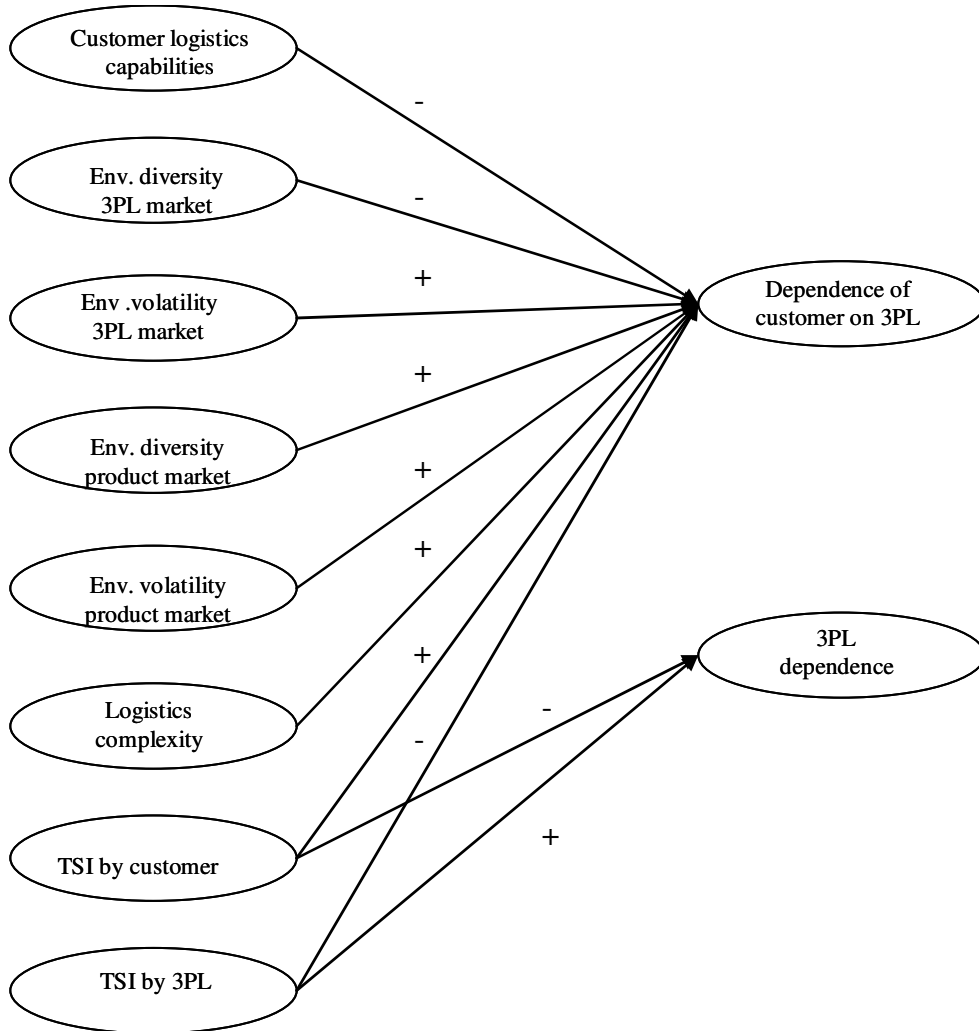 Customer logistics
capabilities
-
Env. diversity
3PL market
-
Env .volatility
3PL market
+
Dependence of
customer on 3PL
+
Env. diversity
product market
+
Env. volatility
product market
+
3PL
dependence
+
Logistics
complexity
-
-
TSI by customer
+
TSI by 3PL